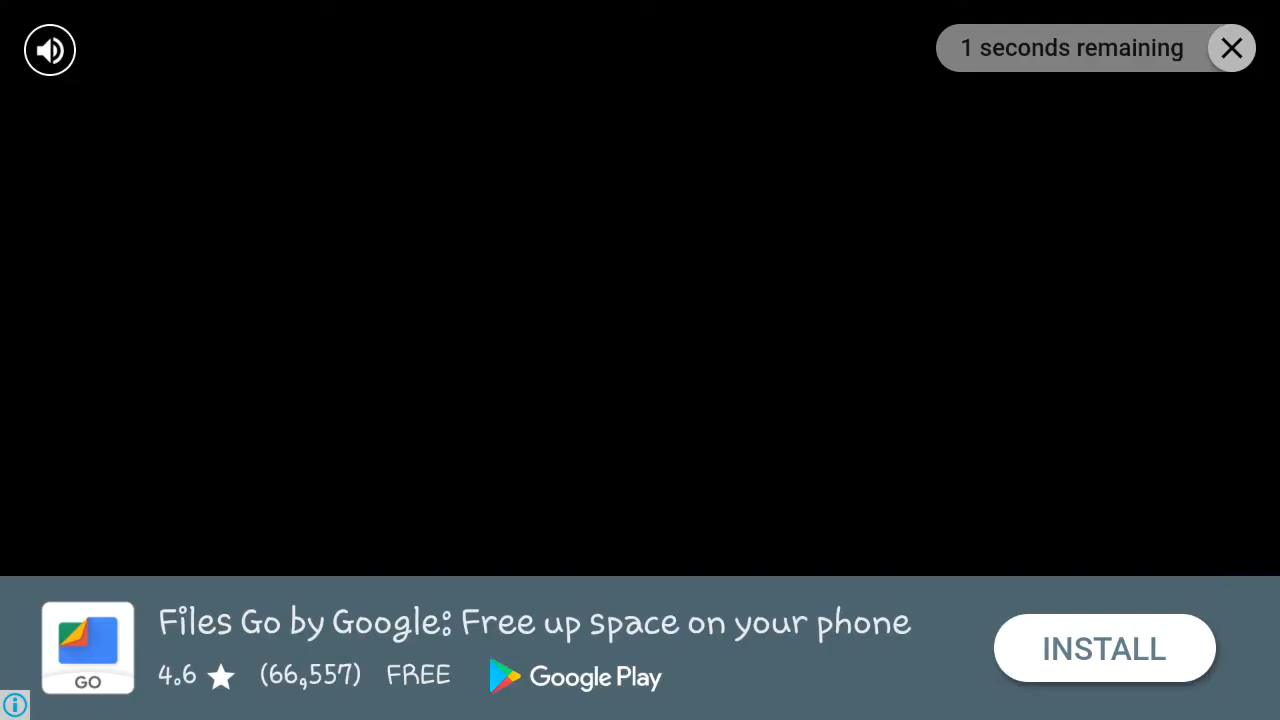 1 seconds remaining
Files Go by Google: Free up space on your phone
4.6 ★ (66,557) FREE Google Play
GO
INSTALL